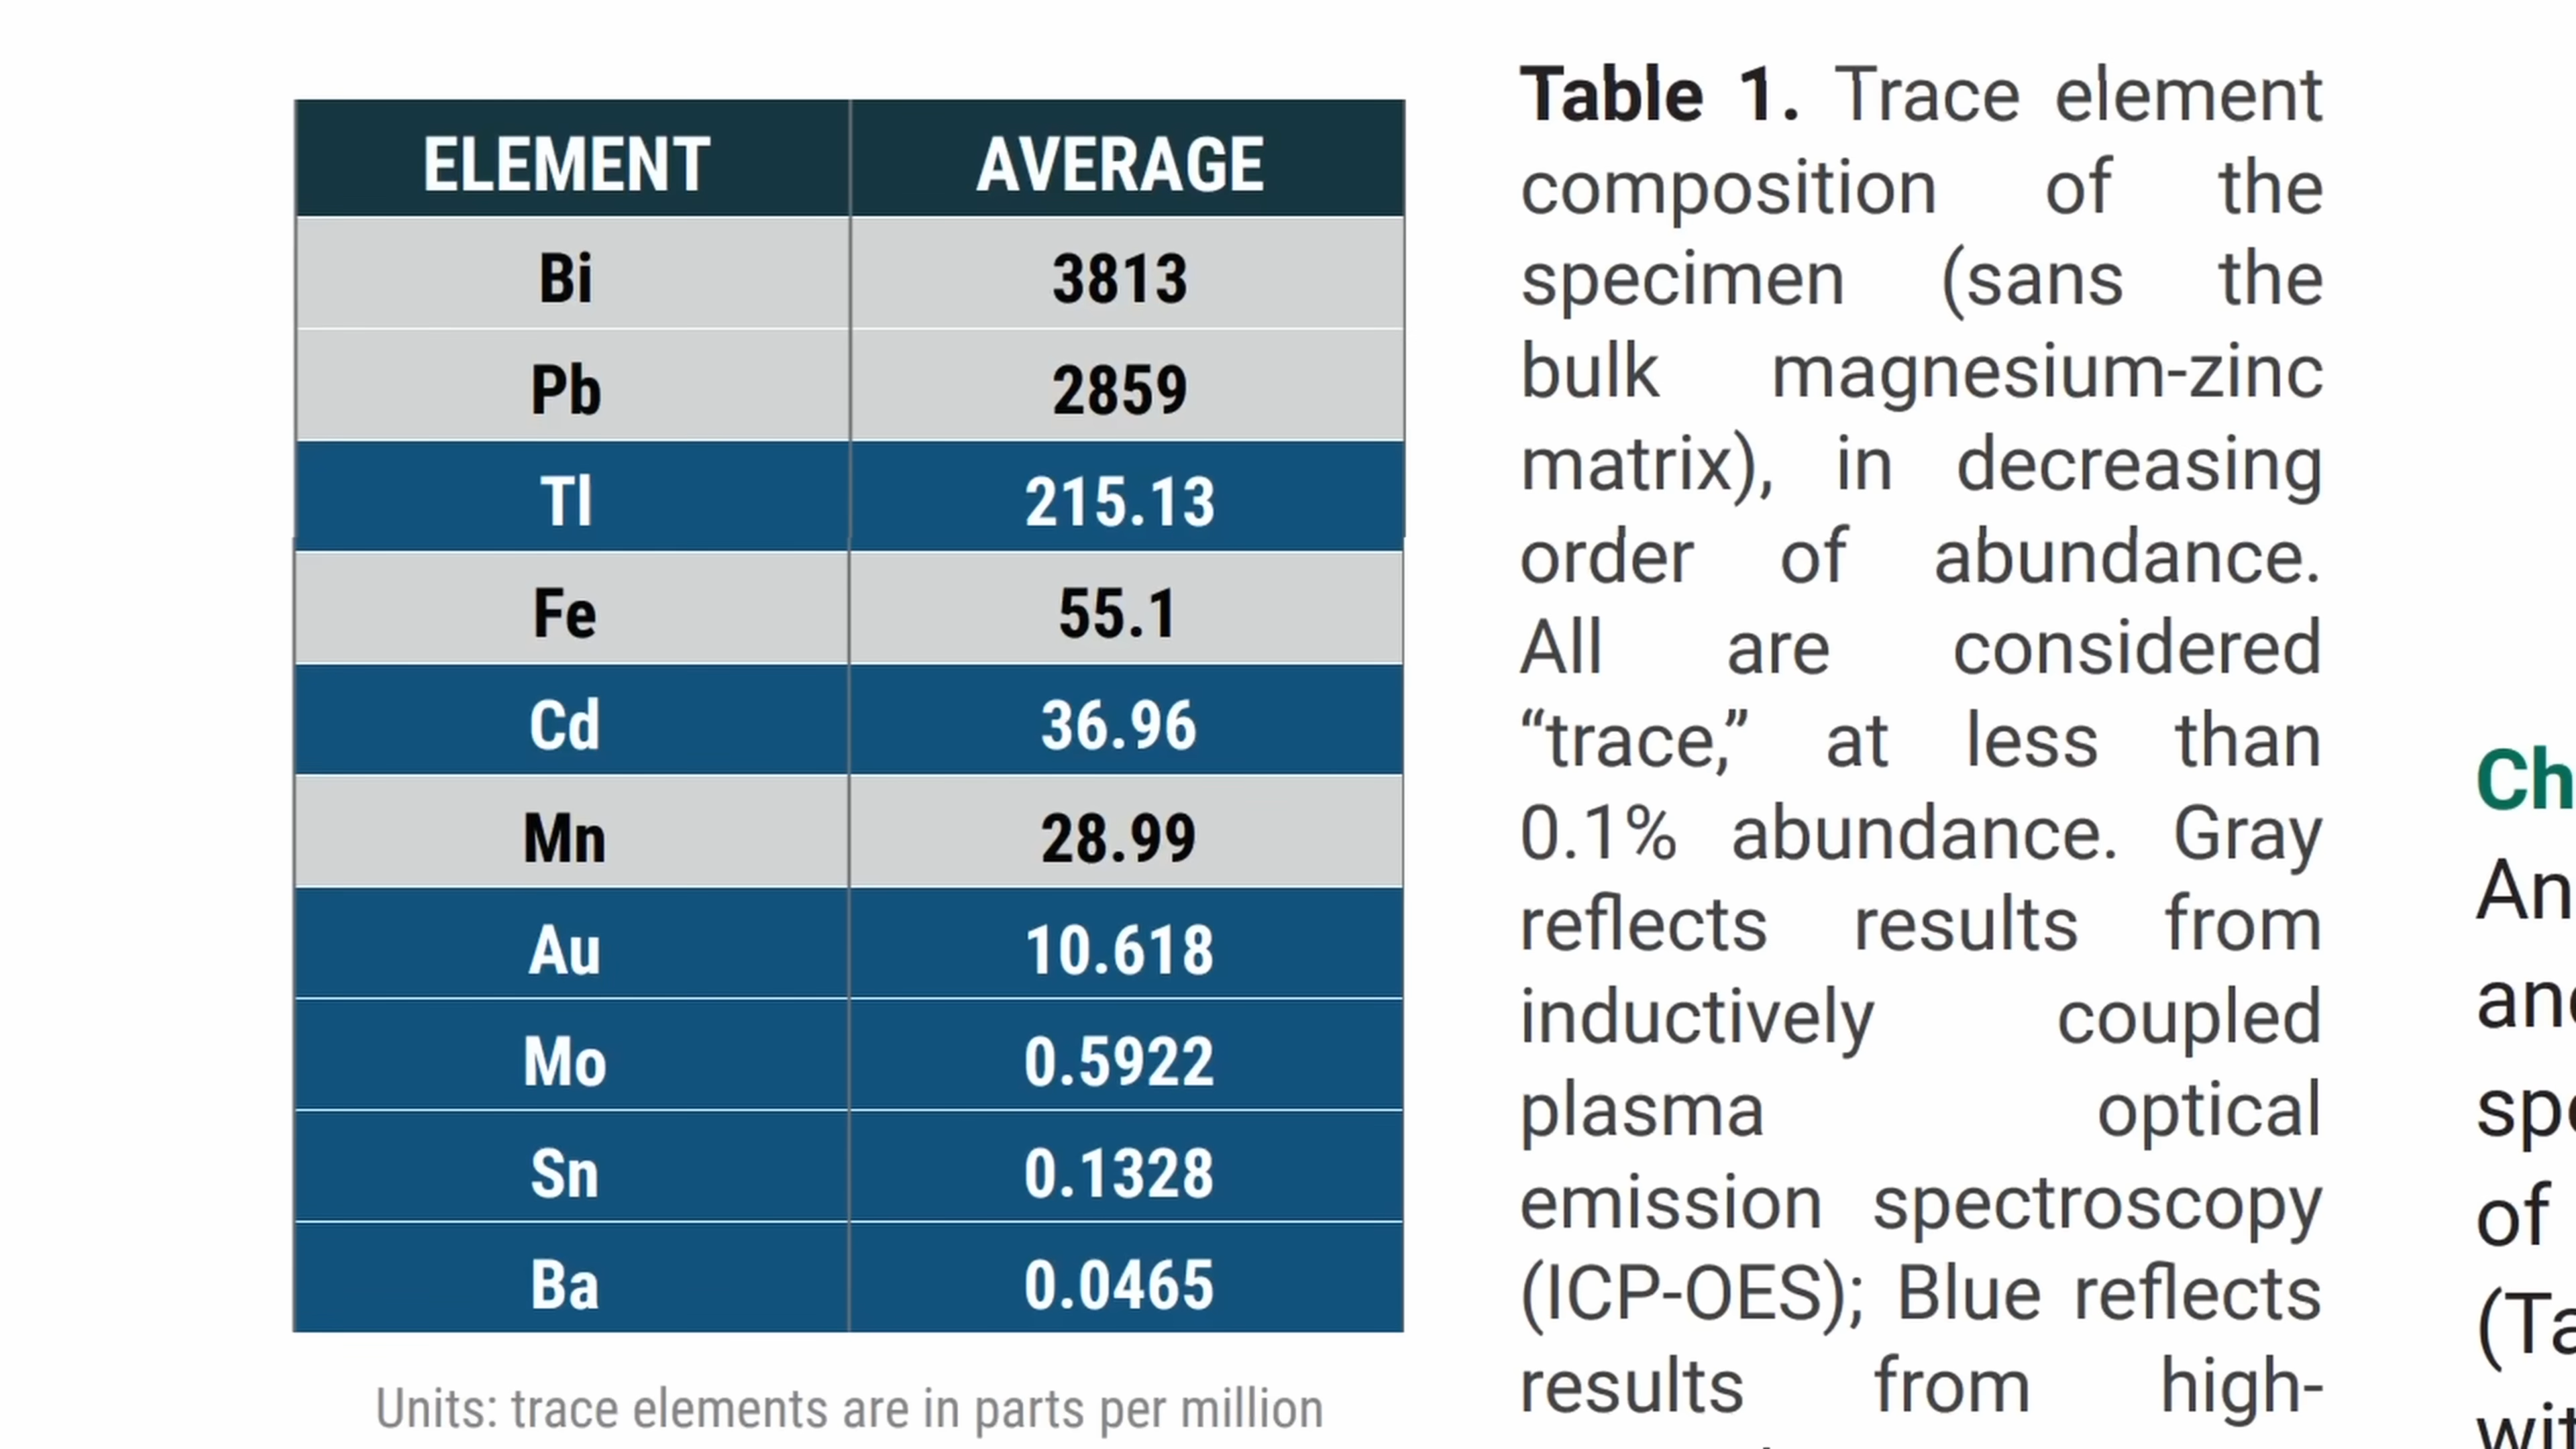 ELEMENT AVERAGE
Bi 3813
Pb 2859
Tl 215.13
Fe 55.1
Cd 36.96
Mn 28.99
Au 10.618
Mo 0.5922
Sn 0.1328
Ba 0.0465
Units: trace elements are in parts per million
Table 1. Trace element
composition of the
specimen (sans the
bulk magnesium-zinc
matrix), in decreasing
order of abundance.
All are considered
“trace,” at less than
0.1% abundance. Gray
reflects results from
inductively coupled
plasma optical
emission spectroscopy
(ICP-OES); Blue reflects
results from high-
of